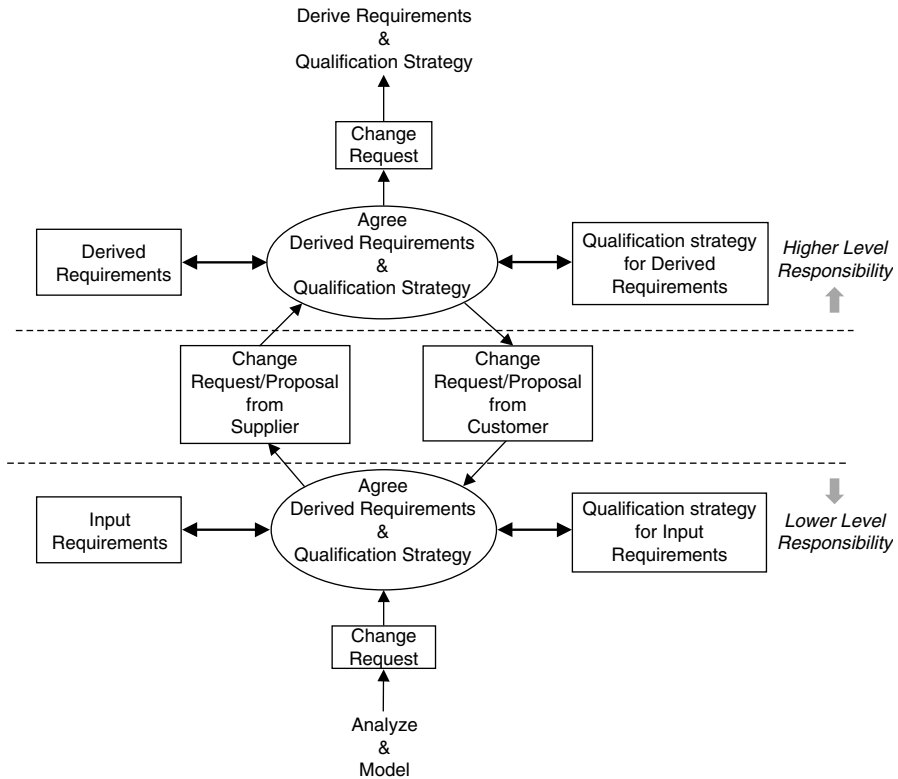 Derive Requirements
&
Qualification Strategy
Change
Request
Agree
Derived Requirements
&
Qualification Strategy
Derived
Requirements
Qualification strategy
for Derived
Requirements
Higher Level
Responsibility
Change
Request/Proposal
from
Supplier
Change
Request/Proposal
from
Customer
Agree
Derived Requirements
&
Qualification Strategy
Input
Requirements
Qualification strategy
for Input
Requirements
Lower Level
Responsibility
Change
Request
Analyze
&
Model